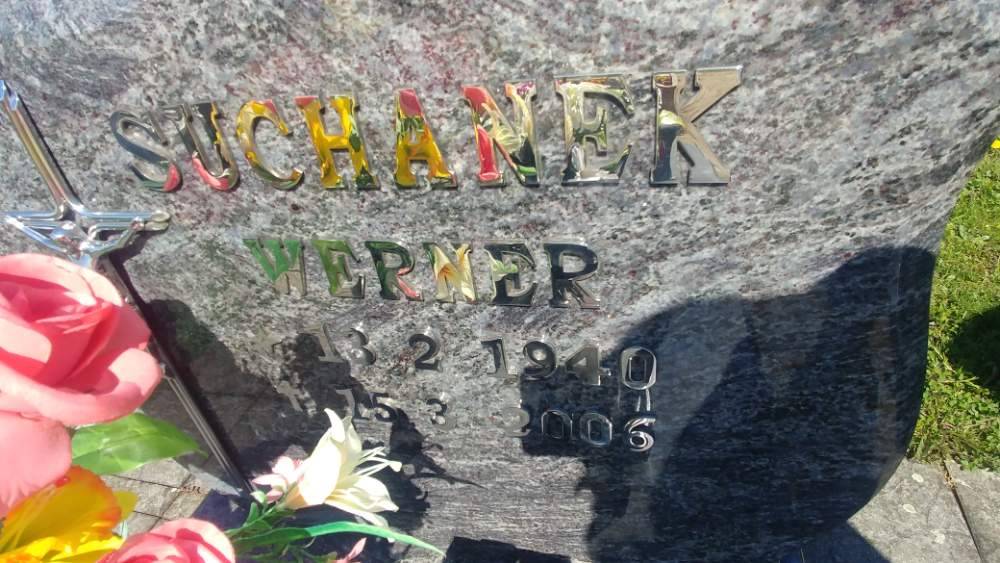 SUCHANEK
WERNER
* 13 2 1940
† 15 3 2006